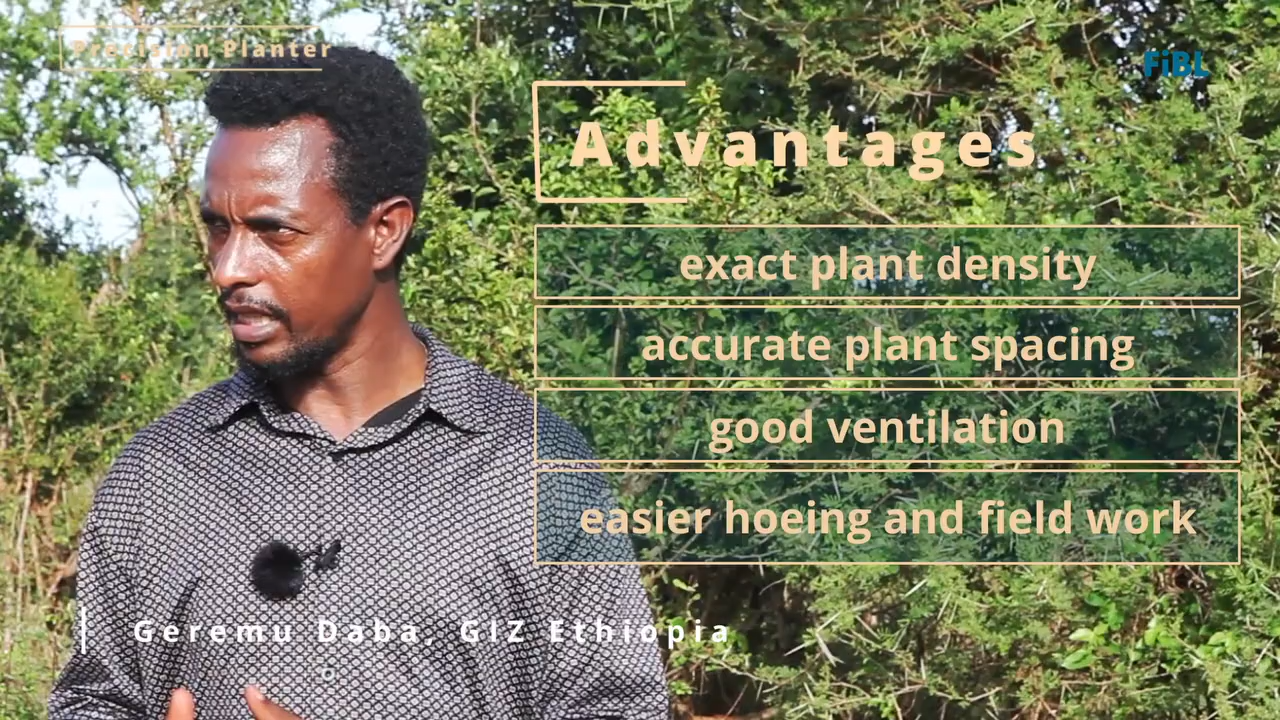 Precision Planter
FiBL
Advantages
exact plant density
accurate plant spacing
good ventilation
easier hoeing and field work
Geremu Daba, GIZ Ethiopia